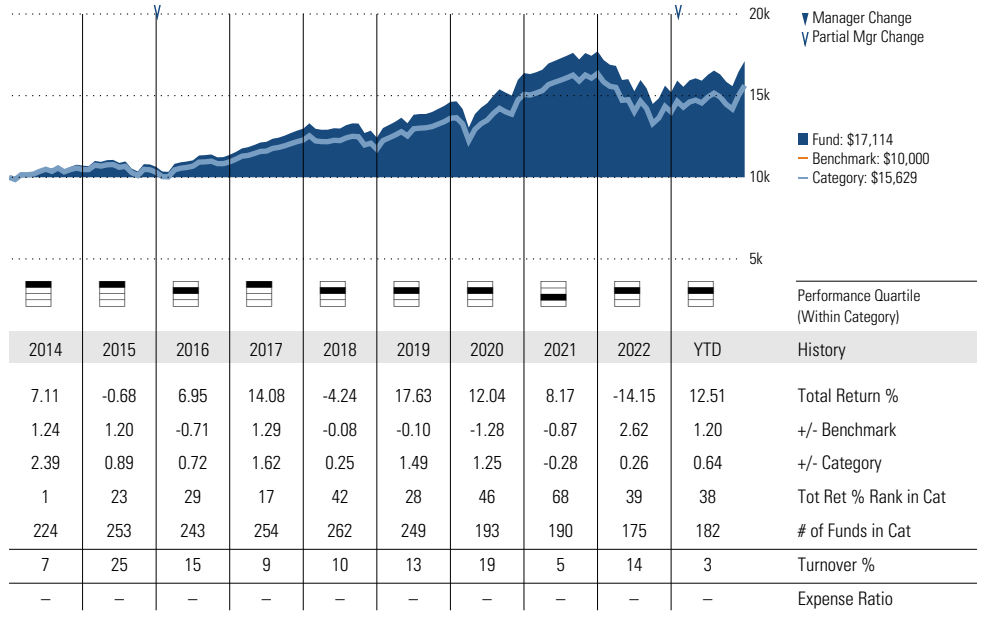 20k
Manager Change
Partial Mgr Change
15k
Fund: $17,114
Benchmark: $10,000
Category: $15,629
10k
5k
Performance Quartile
(Within Category)
2014 2015 2016 2017 2018 2019 2020 2021 2022 YTD History
7.11 -0.68 6.95 14.08 -4.24 17.63 12.04 8.17 -14.15 12.51 Total Return %
1.24 1.20 -0.71 1.29 -0.08 -0.10 -1.28 -0.87 2.62 1.20 +/- Benchmark
2.39 0.89 0.72 1.62 0.25 1.49 1.25 -0.28 0.26 0.64 +/- Category
1 23 29 17 42 28 46 68 39 38 Tot Ret % Rank in Cat
224 253 243 254 262 249 193 190 175 182 # of Funds in Cat
7 25 15 9 10 13 19 5 14 3 Turnover %
– – – – – – – – – – Expense Ratio